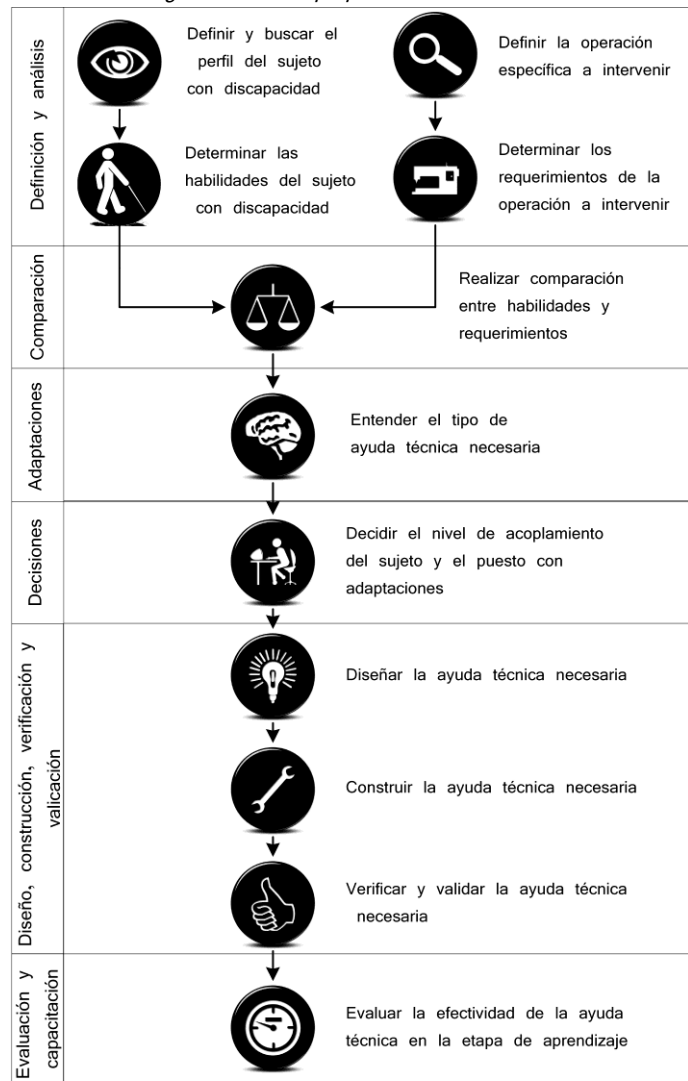 Definición y análisis
Definir y buscar el
perfil del sujeto
con discapacidad
Definir la operación
específica a intervenir
Determinar las
habilidades del sujeto
con discapacidad
Determinar los
requerimientos de la
operación a intervenir
Comparación
Realizar comparación
entre habilidades y
requerimientos
Adaptaciones
Entender el tipo de
ayuda técnica necesaria
Decisiones
Decidir el nivel de acoplamiento
del sujeto y el puesto con
adaptaciones
Diseño, construcción, verificación y
valicación
Diseñar la ayuda técnica necesaria
Construir la ayuda técnica necesaria
Verificar y validar la ayuda técnica
necesaria
Evaluación y
capacitación
Evaluar la efectividad de la ayuda
técnica en la etapa de aprendizaje